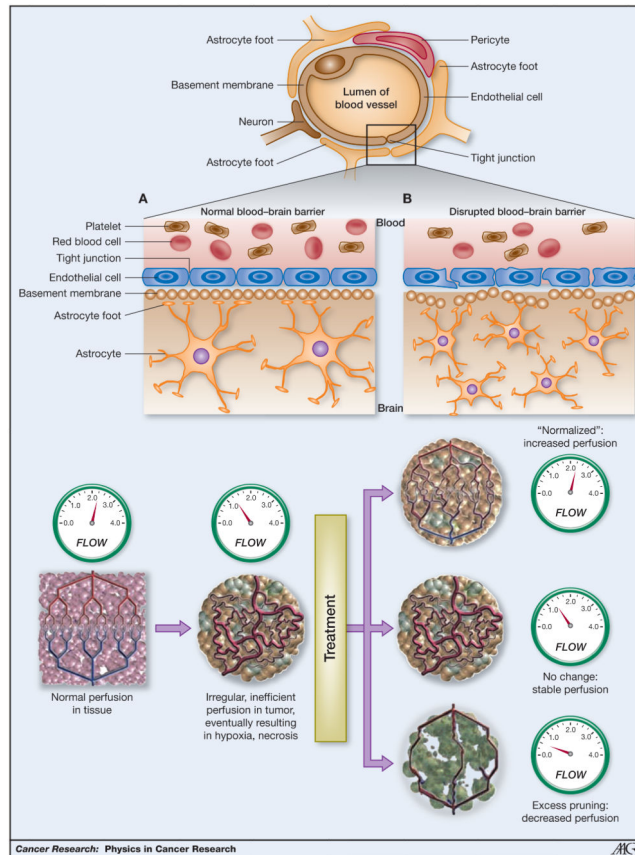 Astrocyte foot
Pericyte
Astrocyte foot
Basement membrane
Lumen of
blood vessel
Endothelial cell
Neuron
Astrocyte foot
Tight junction
A
B
Normal blood–brain barrier
Blood
Disrupted blood–brain barrier
Platelet
Red blood cell
Tight junction
Endothelial cell
Basement membrane
Astrocyte foot
Astrocyte
Brain
"Normalized":
increased perfusion
0.0 1.0 2.0 3.0 4.0
FLOW
0.0 1.0 2.0 3.0 4.0
FLOW
0.0 1.0 2.0 3.0 4.0
FLOW
Treatment
0.0 1.0 2.0 3.0 4.0
FLOW
Normal perfusion
in tissue
Irregular, inefficient
perfusion in tumor,
eventually resulting
in hypoxia, necrosis
No change:
stable perfusion
0.0 1.0 2.0 3.0 4.0
FLOW
Excess pruning:
decreased perfusion
Cancer Research: Physics in Cancer Research